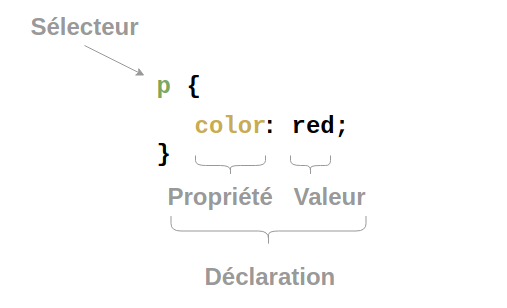 Sélecteur
p {
color: red;
}
Propriété Valeur
Déclaration